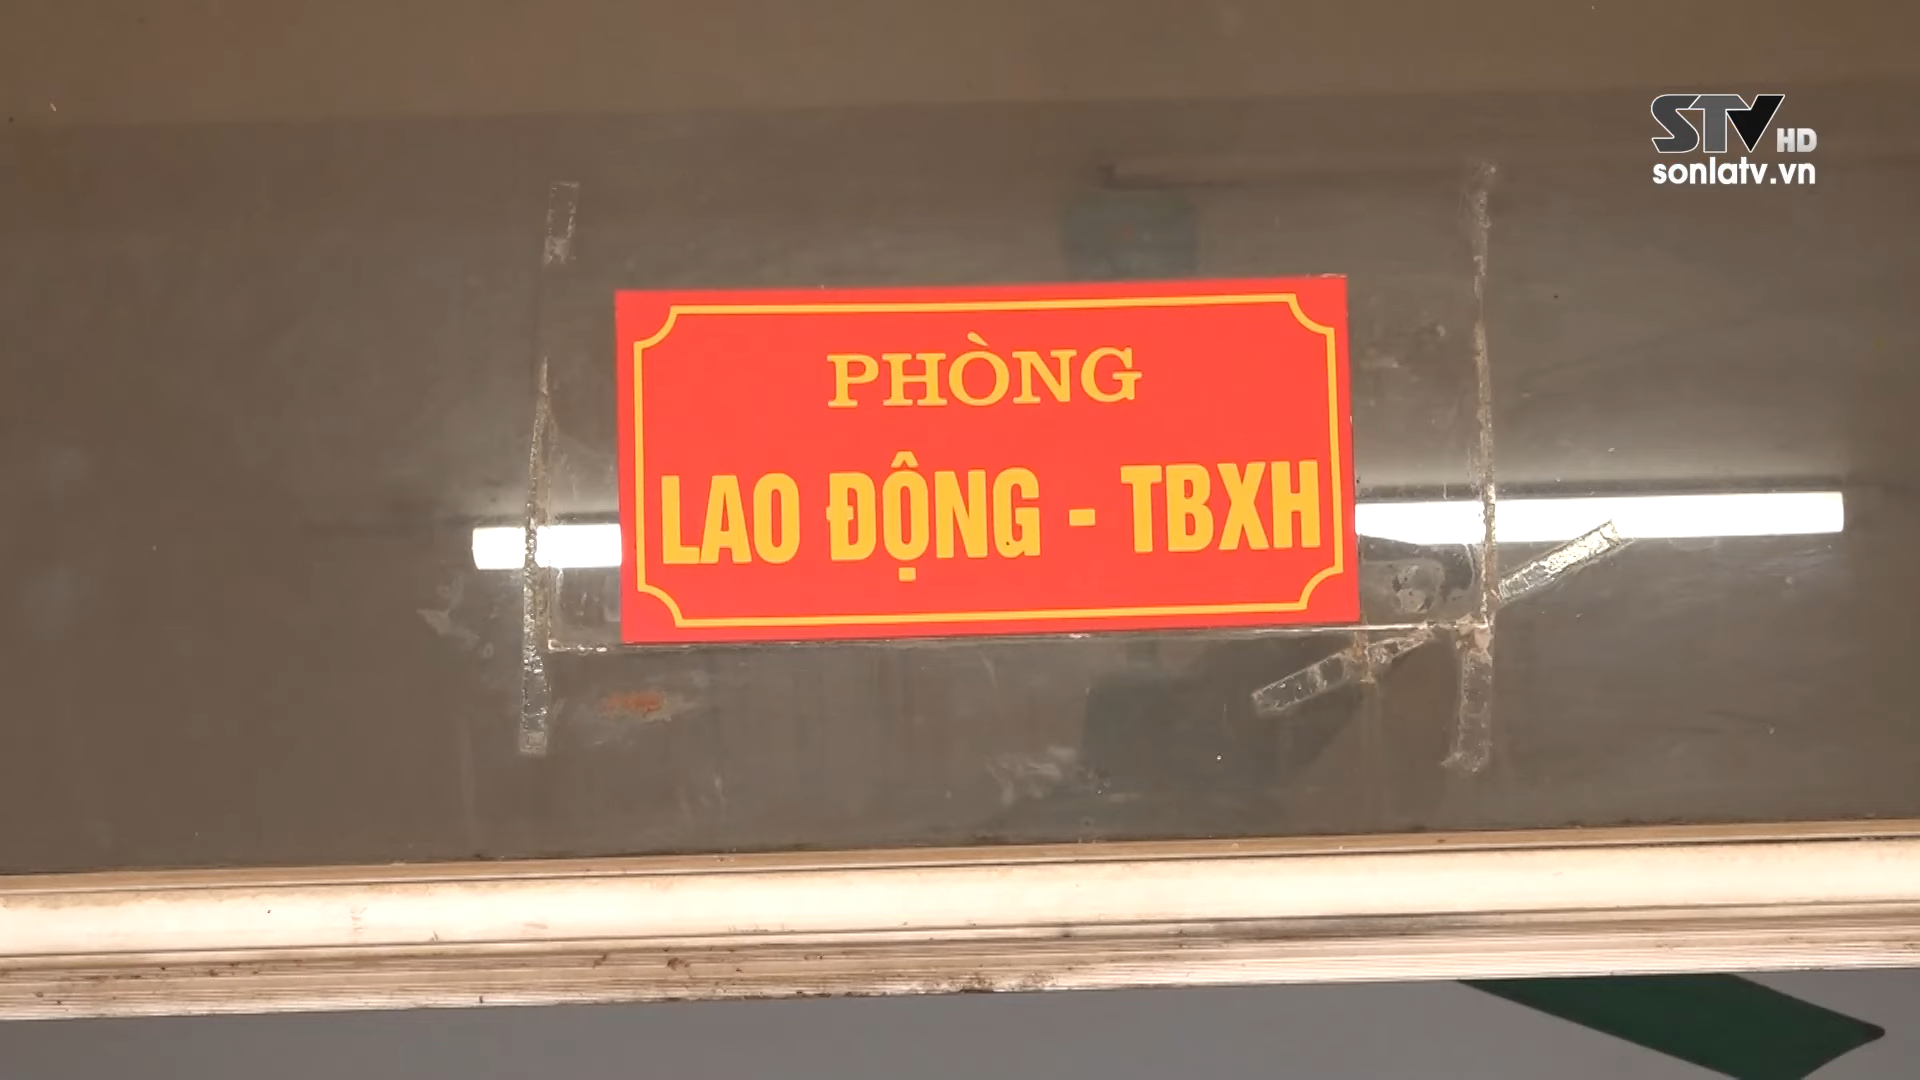 STV HD
sonlatv.vn
PHÒNG
LAO ĐỘNG - TBXH